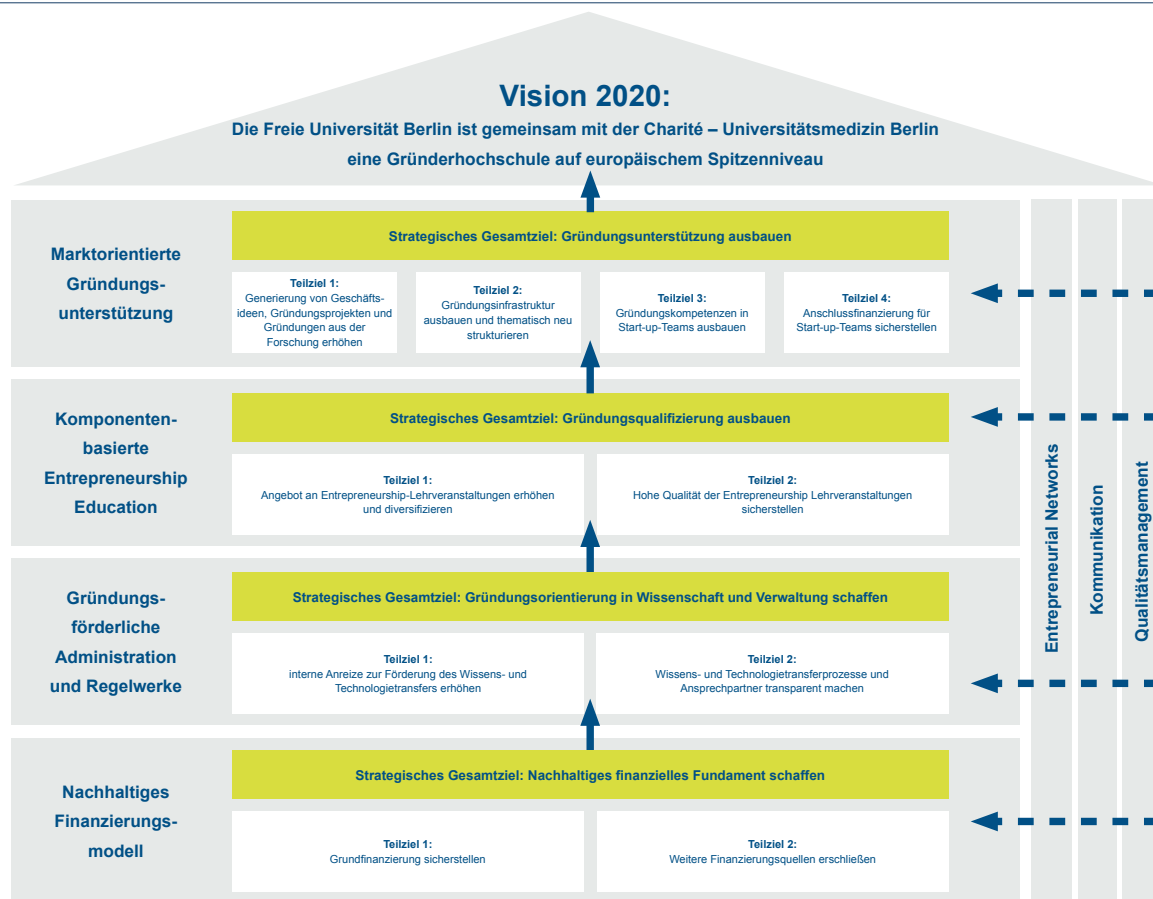 Vision 2020:
Die Freie Universität Berlin ist gemeinsam mit der Charité – Universitätsmedizin Berlin
eine Gründerhochschule auf europäischem Spitzenniveau
Marktorientierte
Gründungs-
unterstützung
Strategisches Gesamtziel: Gründungsunterstützung ausbauen
Teilziel 1:
Generierung von Geschäfts-
ideen, Gründungsprojekten und
Gründungen aus der
Forschung erhöhen
Teilziel 2:
Gründungsinfrastruktur
ausbauen und thematisch neu
strukturieren
Teilziel 3:
Gründungskompetenzen in
Start-up-Teams ausbauen
Teilziel 4:
Anschlussfinanzierung für
Start-up-Teams sicherstellen
Komponenten-
basierte
Entrepreneurship
Education
Strategisches Gesamtziel: Gründungsqualifizierung ausbauen
Teilziel 1:
Angebot an Entrepreneurship-Lehrveranstaltungen erhöhen
und diversifizieren
Teilziel 2:
Hohe Qualität der Entrepreneurship Lehrveranstaltungen
sicherstellen
Gründungs-
förderliche
Administration
und Regelwerke
Strategisches Gesamtziel: Gründungsorientierung in Wissenschaft und Verwaltung schaffen
Teilziel 1:
interne Anreize zur Förderung des Wissens- und
Technologietransfers erhöhen
Teilziel 2:
Wissens- und Technologietransferprozesse und
Ansprechpartner transparent machen
Nachhaltiges
Finanzierungs-
modell
Strategisches Gesamtziel: Nachhaltiges finanzielles Fundament schaffen
Teilziel 1:
Grundfinanzierung sicherstellen
Teilziel 2:
Weitere Finanzierungsquellen erschließen
Entrepreneurial Networks
Kommunikation
Qualitätsmanagement